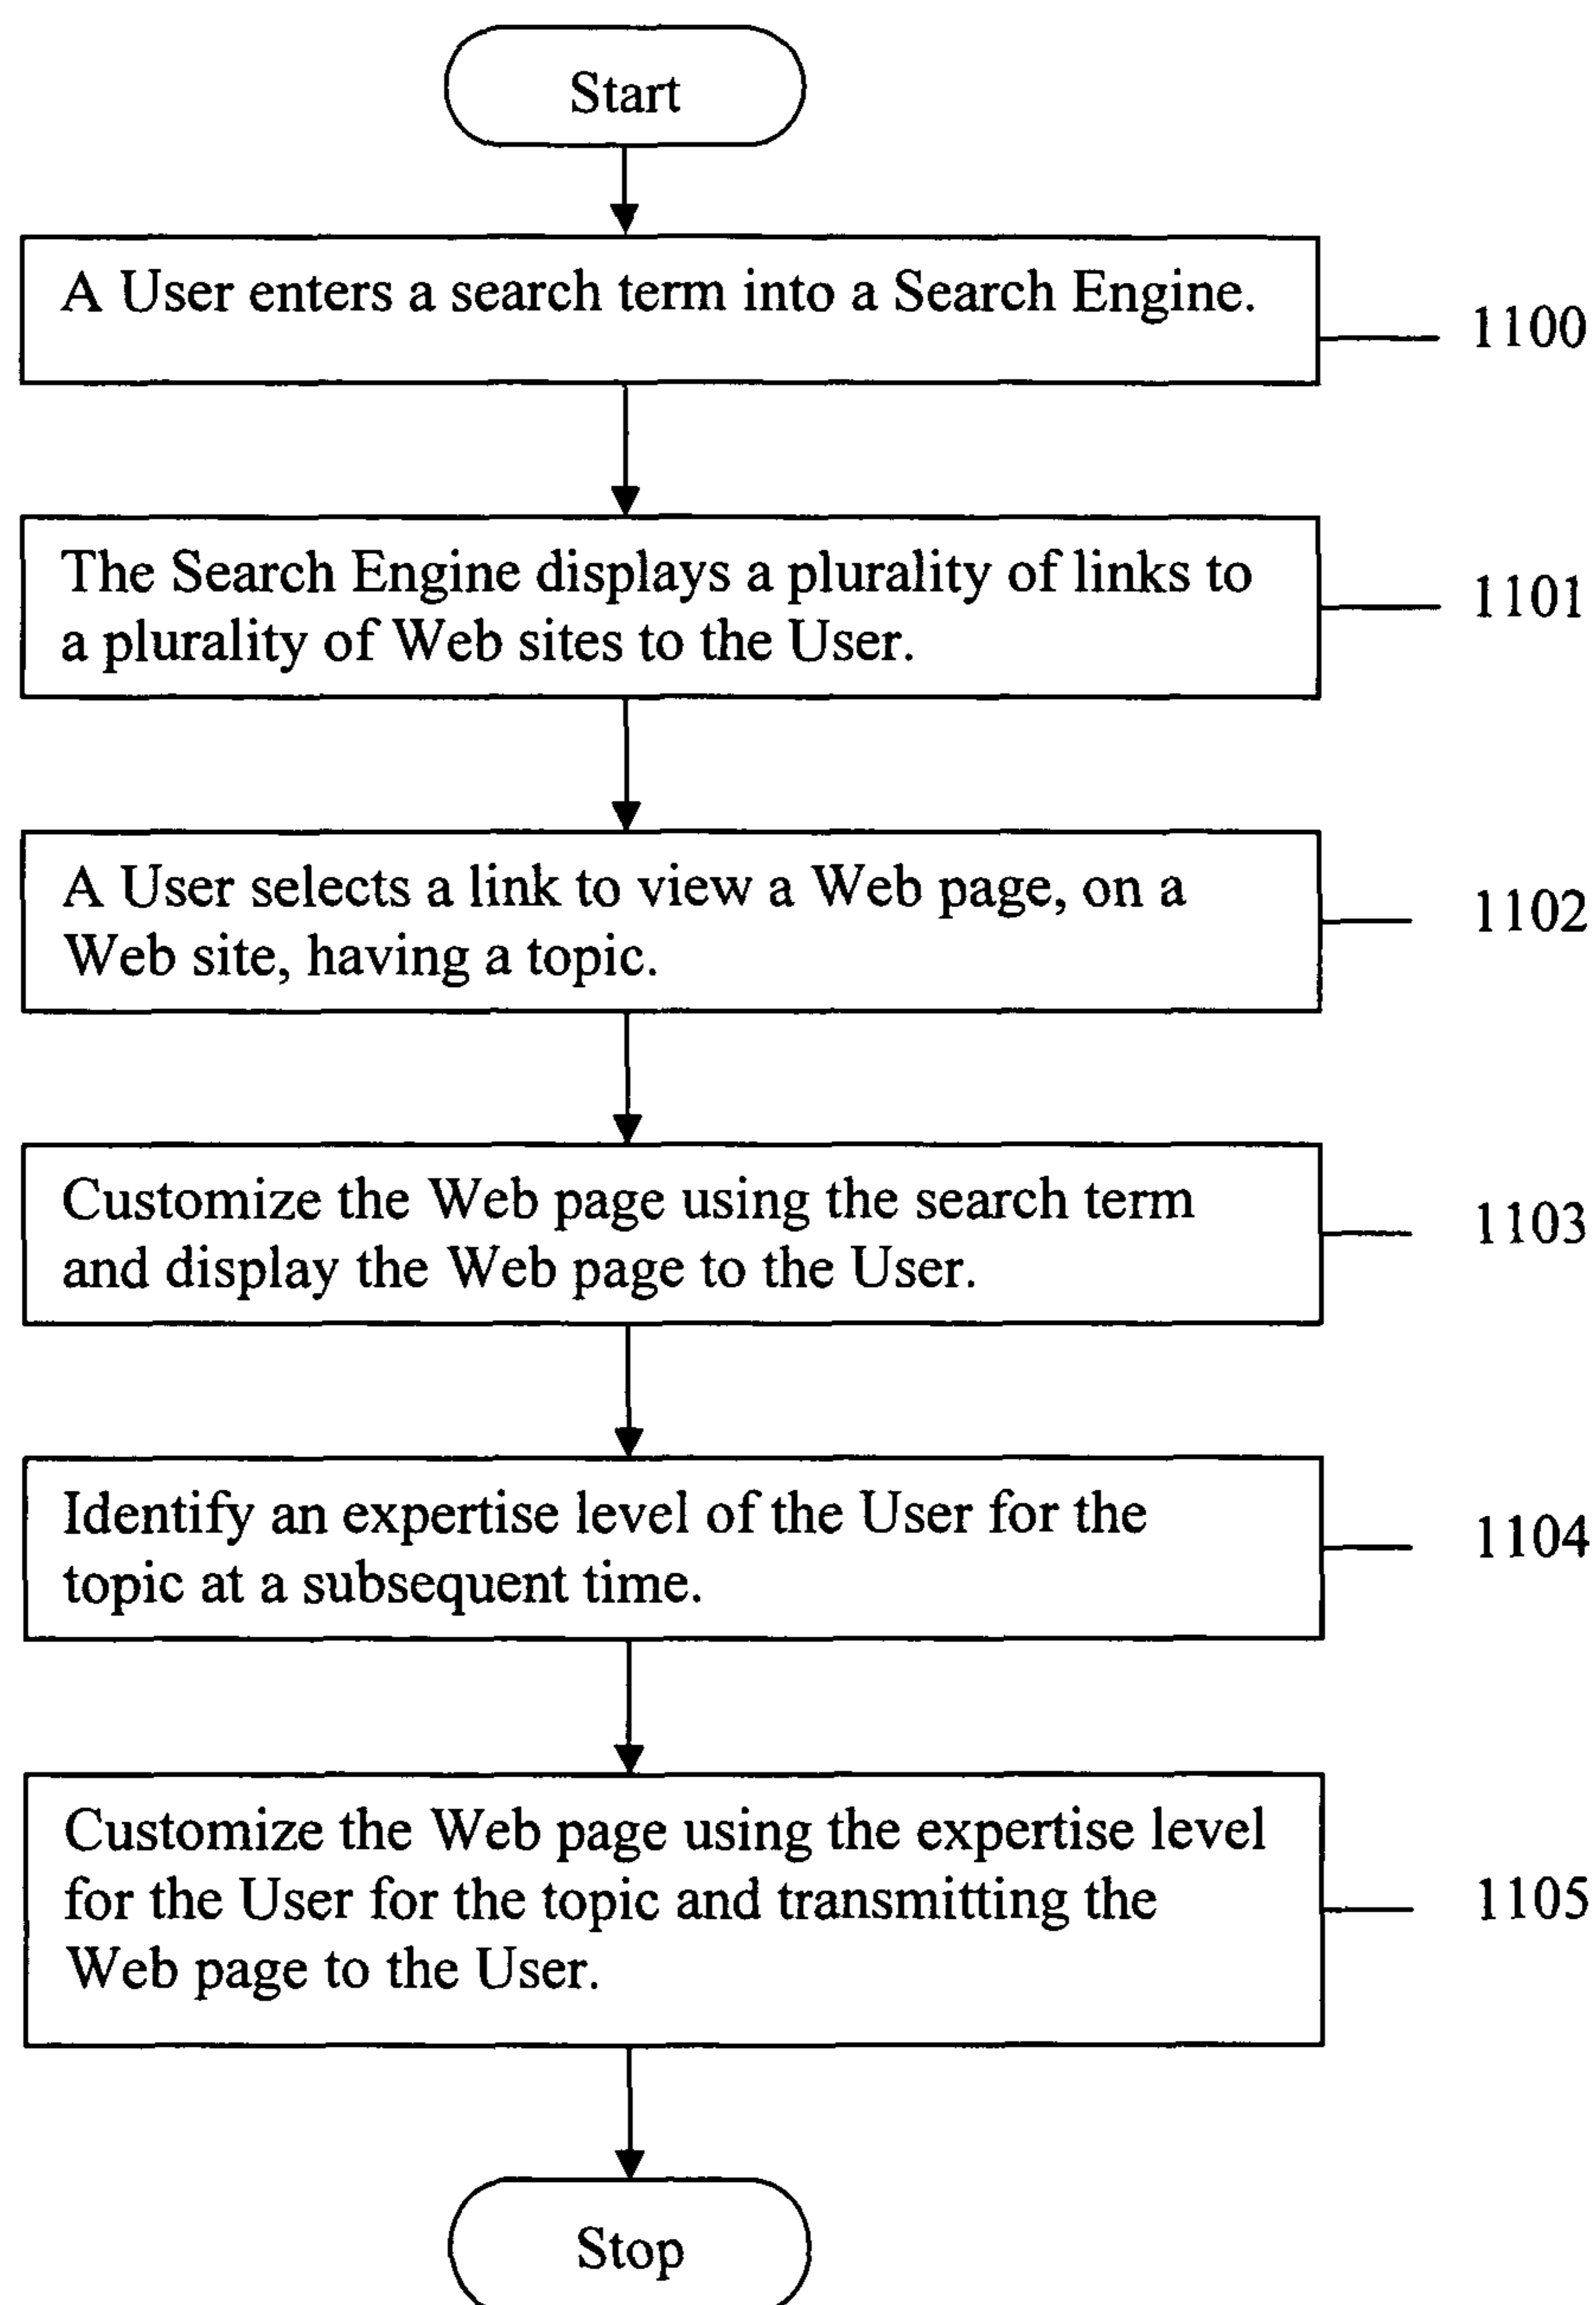 Start
A User enters a search term into a Search Engine.
1100
The Search Engine displays a plurality of links to
a plurality of Web sites to the User.
1101
A User selects a link to view a Web page, on a
Web site, having a topic.
1102
Customize the Web page using the search term
and display the Web page to the User.
1103
Identify an expertise level of the User for the
topic at a subsequent time.
1104
Customize the Web page using the expertise level
for the User for the topic and transmitting the
Web page to the User.
1105
Stop